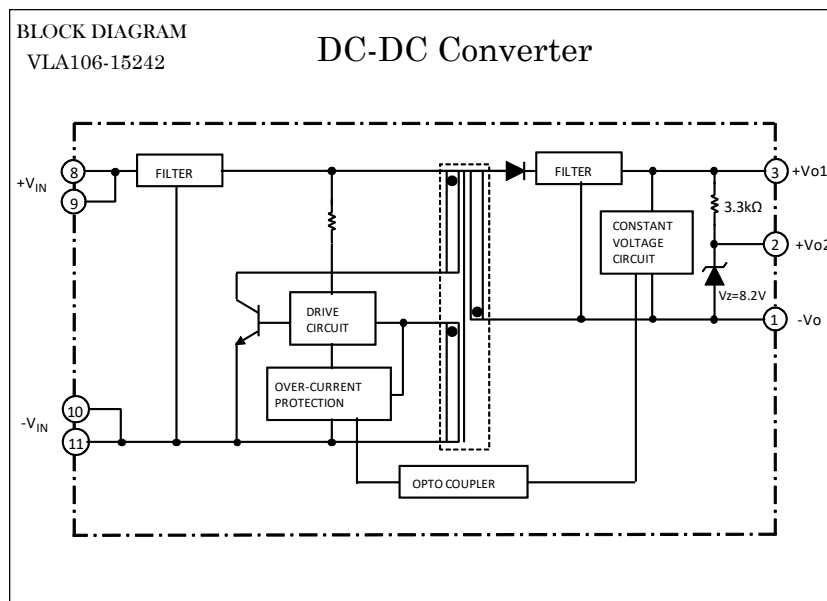 BLOCK DIAGRAM
VLA106-15242
DC-DC Converter
+VIN
8
9
FILTER
FILTER
3
+Vo1
3.3kΩ
CONSTANT
VOLTAGE
CIRCUIT
2
+Vo2
DRIVE
CIRCUIT
Vz=8.2V
1
-Vo
OVER-CURRENT
PROTECTION
-VIN
10
11
OPTO COUPLER